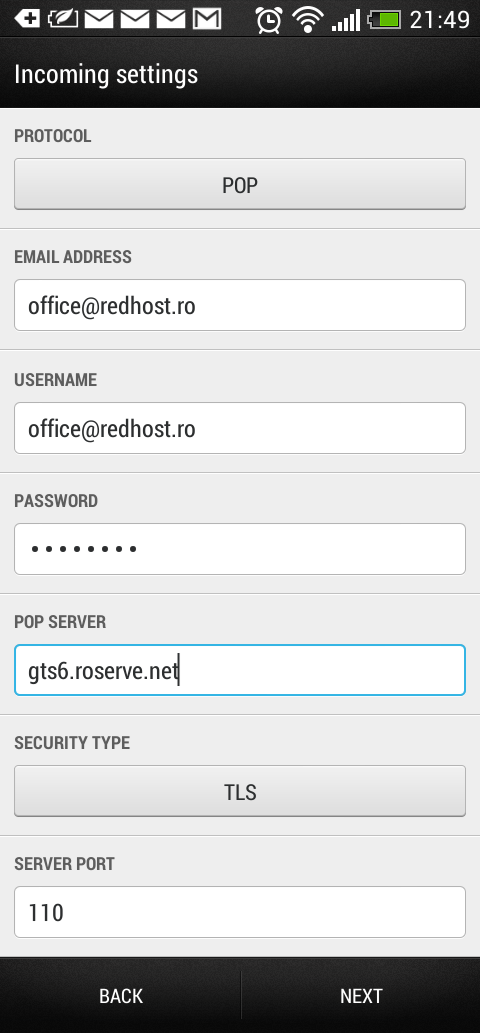 21:49
Incoming settings
PROTOCOL
POP
EMAIL ADDRESS
office@redhost.ro
USERNAME
office@redhost.ro
PASSWORD
••••••••
POP SERVER
gts6.roserve.net
SECURITY TYPE
TLS
SERVER PORT
110
BACK NEXT